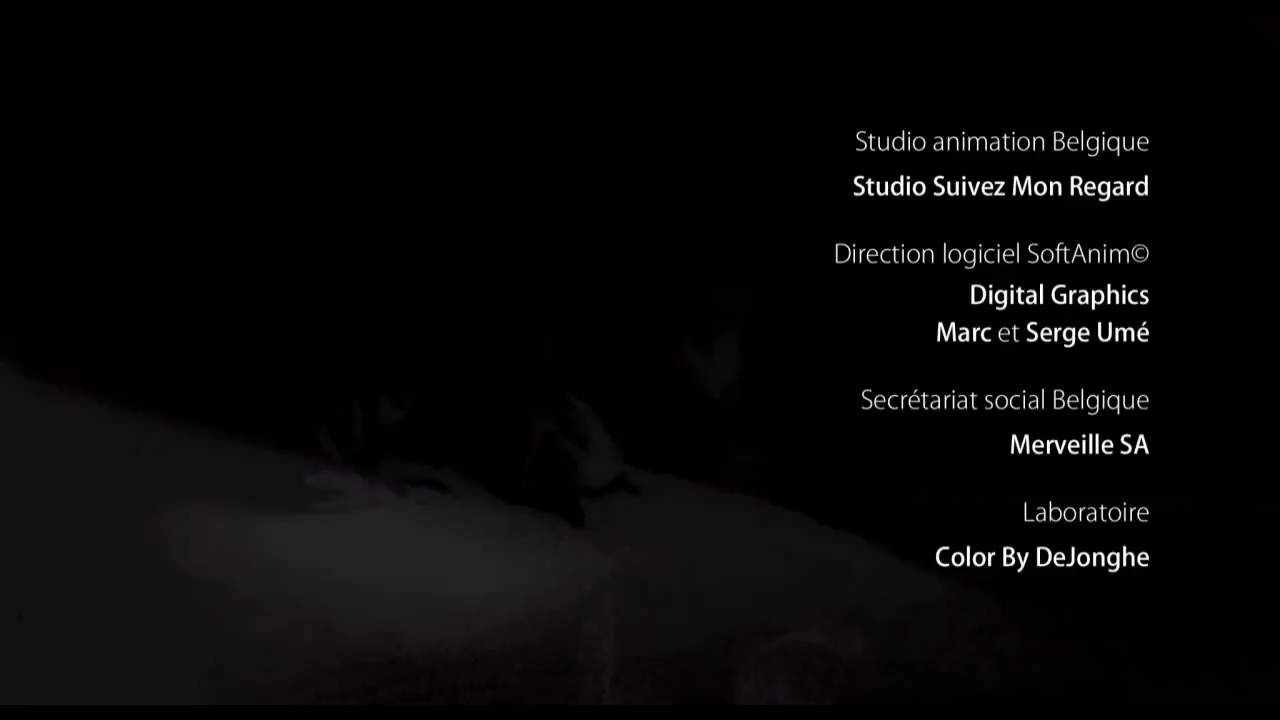 Studio animation Belgique
Studio Suivez Mon Regard
Direction logiciel SoftAnim©
Digital Graphics
Marc et Serge Umé
Secrétariat social Belgique
Merveille SA
Laboratoire
Color By DeJonghe